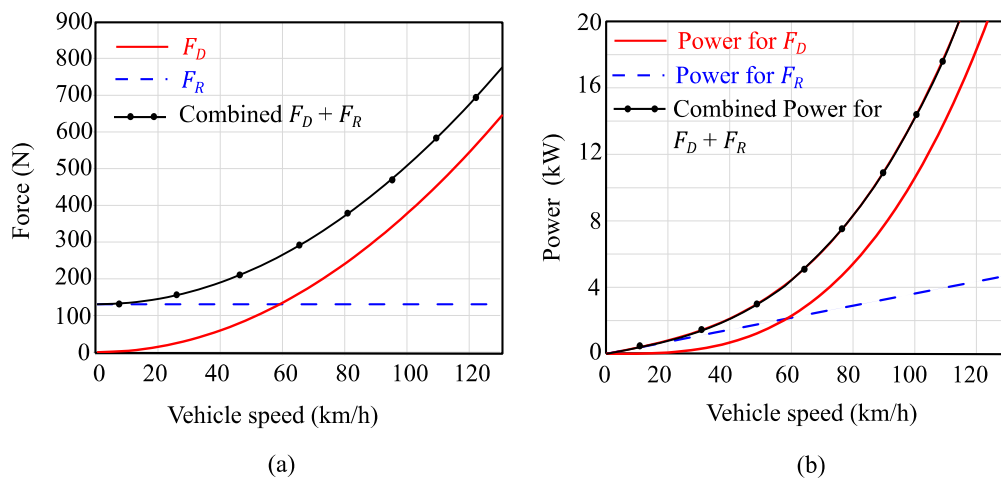 900
800
700
600
500
400
300
200
100
0
Force (N)
F_D
F_R
Combined F_D + F_R
0 20 40 60 80 100 120
Vehicle speed (km/h)
(a)
20
16
12
8
4
0
Power (kW)
Power for F_D
Power for F_R
Combined Power for
F_D + F_R
0 20 40 60 80 100 120
Vehicle speed (km/h)
(b)